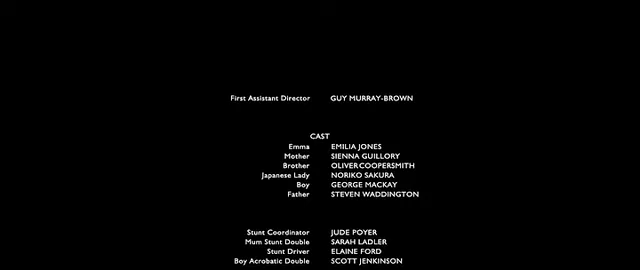 First Assistant Director GUY MURRAY-BROWN
CAST
Emma EMILIA JONES
Mother SIENNA GUILLORY
Brother OLIVER COOPERSMITH
Japanese Lady NORIKO SAKURA
Boy GEORGE MACKAY
Father STEVEN WADDINGTON
Stunt Coordinator JUDE POYER
Mum Stunt Double SARAH LADLER
Stunt Driver ELAINE FORD
Boy Acrobatic Double SCOTT JENKINSON